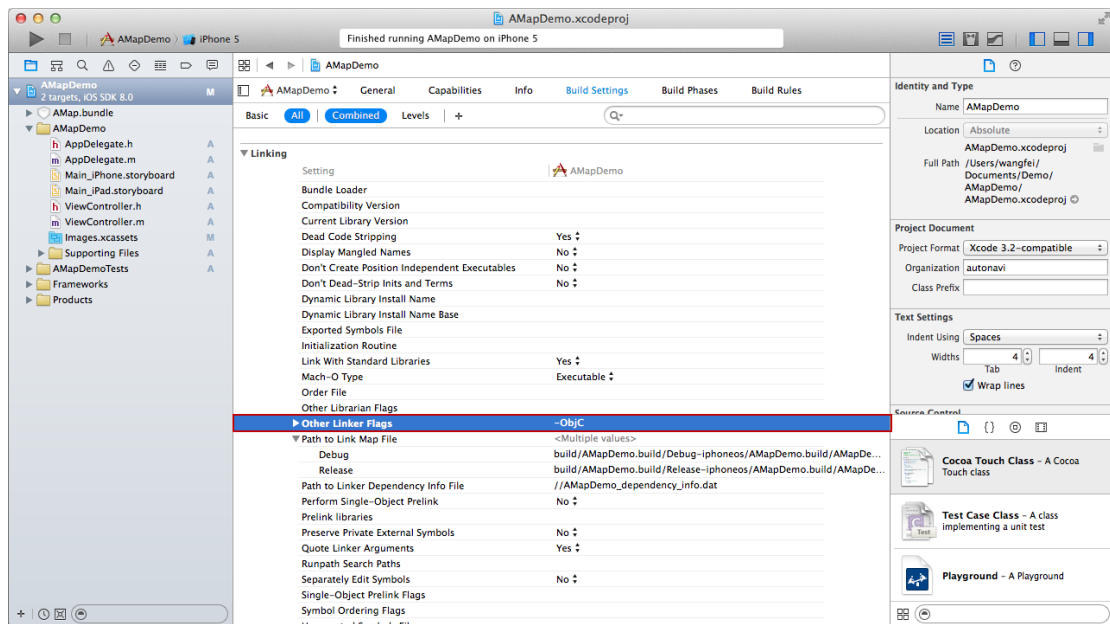 AMapDemo.xcodeproj
AMapDemo
iPhone 5
Finished running AMapDemo on iPhone 5
AMapDemo
2 targets, iOS SDK 8.0
M
AMap.bundle
AMapDemo
AppDelegate.h A
AppDelegate.m A
Main_iPhone.storyboard A
Main_iPad.storyboard A
ViewController.h A
ViewController.m A
Images.xcassets M
Supporting Files A
AMapDemoTests A
Frameworks
Products
AMapDemo
AMapDemo General Capabilities Info Build Settings Build Phases Build Rules
Basic All Combined Levels +
Linking
Setting AMapDemo
Bundle Loader
Compatibility Version
Current Library Version
Dead Code Stripping Yes
Display Mangled Names No
Don't Create Position Independent Executables No
Don't Dead-Strip Inits and Terms No
Dynamic Library Install Name
Dynamic Library Install Name Base
Exported Symbols File
Initialization Routine
Link With Standard Libraries Yes
Mach-O Type Executable
Order File
Other Librarian Flags
Other Linker Flags -ObjC
Path to Link Map File <Multiple values>
Debug build/AMapDemo.build/Debug-iphoneos/AMapDemo.build/AMapDe...
Release build/AMapDemo.build/Release-iphoneos/AMapDemo.build/AMapDe...
Path to Linker Dependency Info File //AMapDemo_dependency_info.dat
Perform Single-Object Prelink No
Prelink libraries
Preserve Private External Symbols No
Quote Linker Arguments Yes
Runpath Search Paths
Separately Edit Symbols No
Single-Object Prelink Flags
Symbol Ordering Flags
Identity and Type
Name AMapDemo
Location Absolute
AMapDemo.xcodeproj
Full Path /Users/wangfei/
Documents/Demo/
AMapDemo/
AMapDemo.xcodeproj
Project Document
Project Format Xcode 3.2-compatible
Organization autonavi
Class Prefix
Text Settings
Indent Using Spaces
Widths 4 4
Tab Indent
Wrap lines
Source Control
{}
Cocoa Touch Class - A Cocoa
Touch class
Test Case Class - A class
implementing a unit test
Test
Playground - A Playground